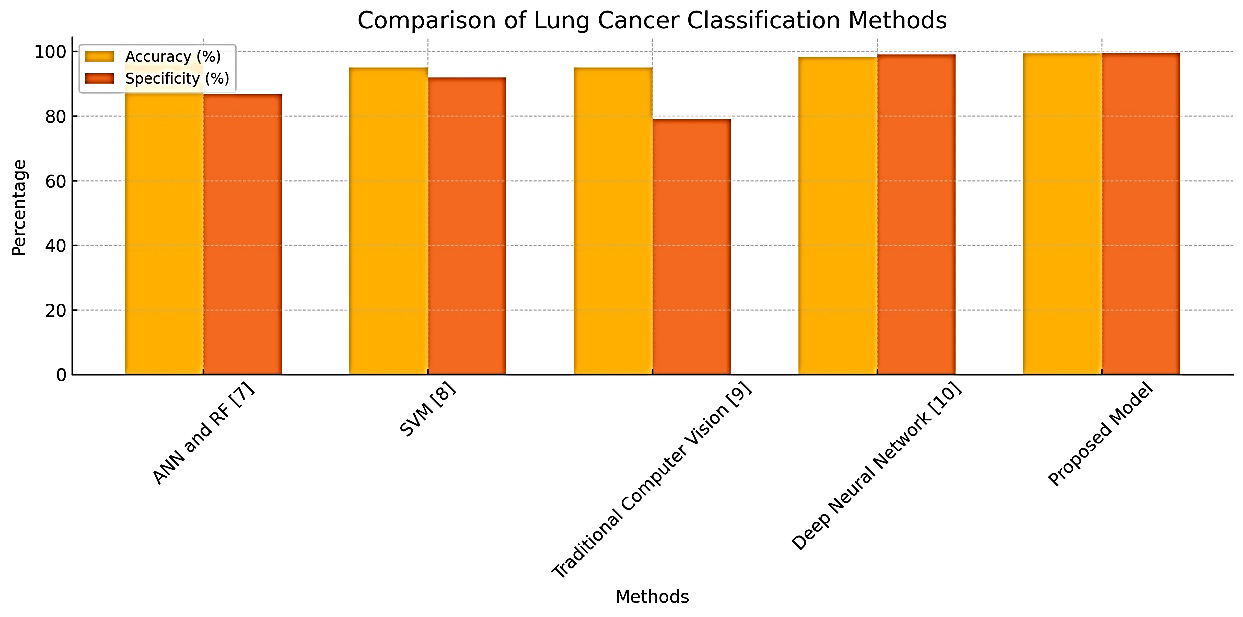 Comparison of Lung Cancer Classification Methods
Accuracy (%)
Specificity (%)
Percentage
100
80
60
40
20
0
ANN and RF [7]
SVM [8]
Traditional Computer Vision [9]
Deep Neural Network [10]
Proposed Model
Methods